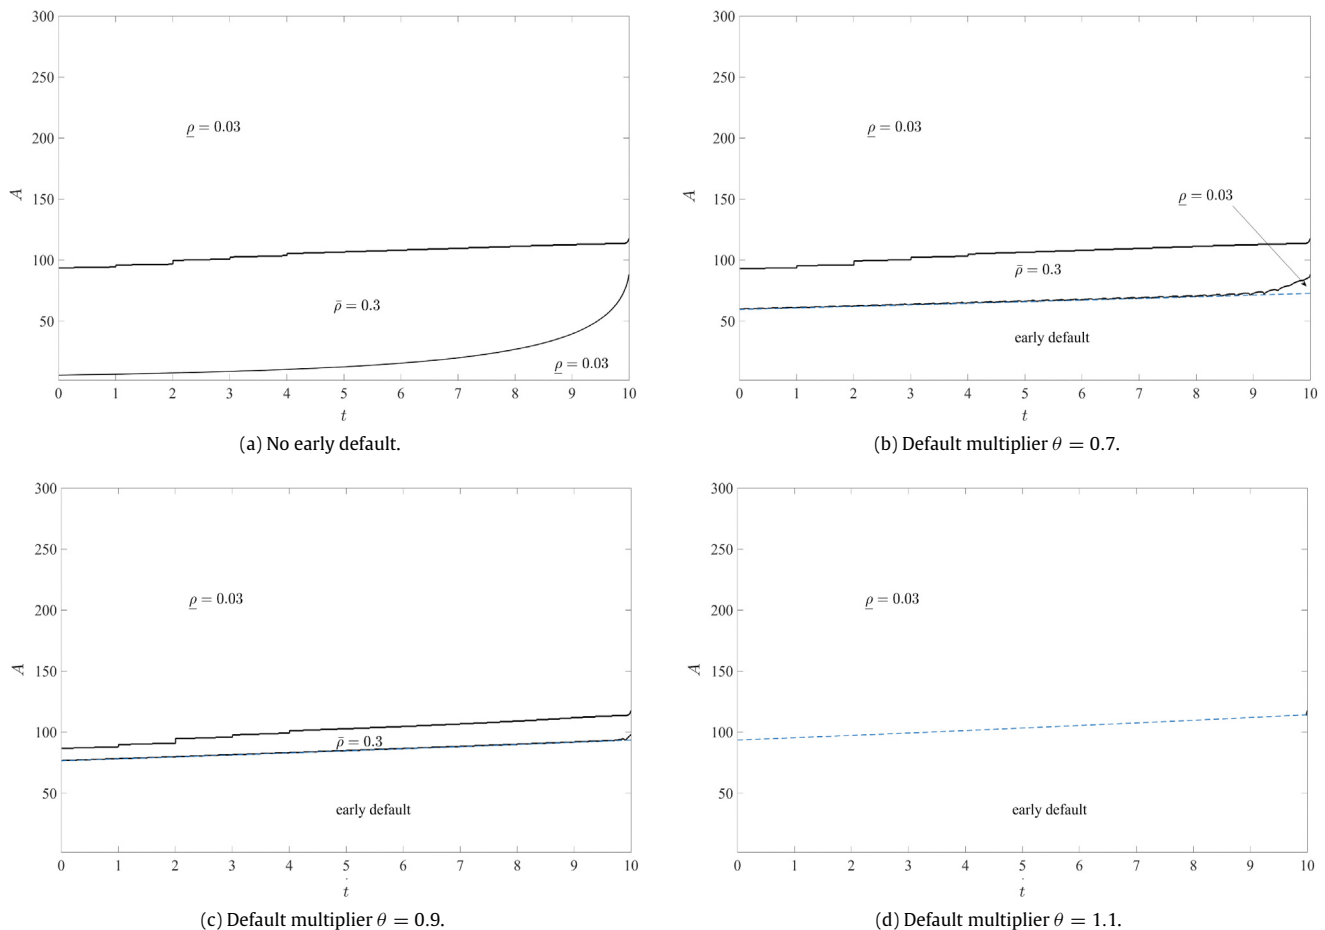 300
250
200
150
100
50
A
ρ = 0.03
ρ̄ = 0.3
ρ = 0.03
0 1 2 3 4 5 6 7 8 9 10
t
(a) No early default.
300
250
200
150
100
50
A
ρ = 0.03
ρ = 0.03
ρ̄ = 0.3
early default
0 1 2 3 4 5 6 7 8 9 10
t
(b) Default multiplier θ = 0.7.
300
250
200
150
100
50
A
ρ = 0.03
ρ̄ = 0.3
early default
0 1 2 3 4 5 6 7 8 9 10
t
(c) Default multiplier θ = 0.9.
300
250
200
150
100
50
A
ρ = 0.03
early default
0 1 2 3 4 5 6 7 8 9 10
t
(d) Default multiplier θ = 1.1.